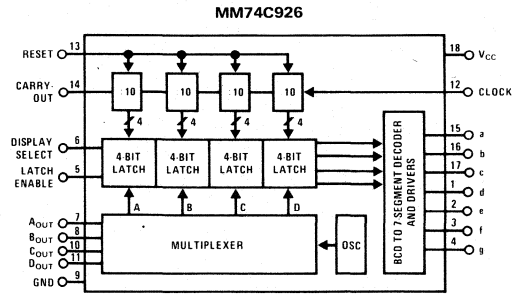 MM74C926
RESET 13
18 VCC
CARRY-OUT 14
:10 :10 :10 :10
12 CLOCK
4 4 4 4
DISPLAY SELECT 6
4-BIT LATCH 4-BIT LATCH 4-BIT LATCH 4-BIT LATCH
LATCH ENABLE 5
BCD TO 7-SEGMENT DECODER AND DRIVERS
15 a
16 b
17 c
1 d
2 e
3 f
4 g
A B C D
AOUT 7
BOUT 8
COUT 10
DOUT 11
MULTIPLEXER
OSC
GND 9